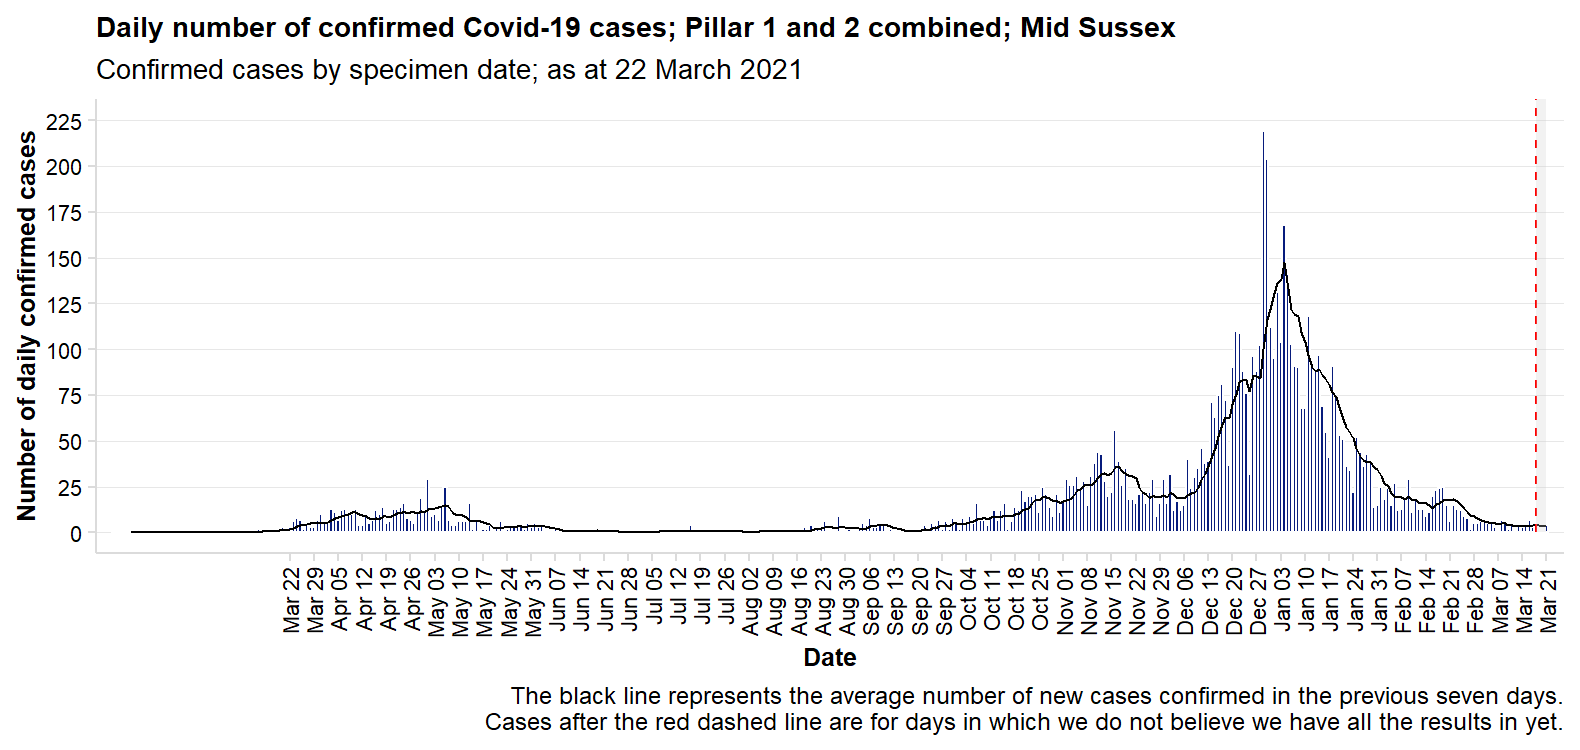 Daily number of confirmed Covid-19 cases; Pillar 1 and 2 combined; Mid Sussex
Confirmed cases by specimen date; as at 22 March 2021
Number of daily confirmed cases
225
200
175
150
125
100
75
50
25
0
Mar 22
Mar 29
Apr 05
Apr 12
Apr 19
Apr 26
May 03
May 10
May 17
May 24
May 31
Jun 07
Jun 14
Jun 21
Jun 28
Jul 05
Jul 12
Jul 19
Jul 26
Aug 02
Aug 09
Aug 16
Aug 23
Aug 30
Sept 06
Sept 13
Sept 20
Sept 27
Oct 04
Oct 11
Oct 18
Oct 25
Nov 01
Nov 08
Nov 15
Nov 22
Nov 29
Dec 06
Dec 13
Dec 20
Dec 27
Jan 03
Jan 10
Jan 17
Jan 24
Jan 31
Feb 07
Feb 14
Feb 21
Feb 28
Mar 07
Mar 14
Mar 21
Date
The black line represents the average number of new cases confirmed in the previous seven days.
Cases after the red dashed line are for days in which we do not believe we have all the results in yet.